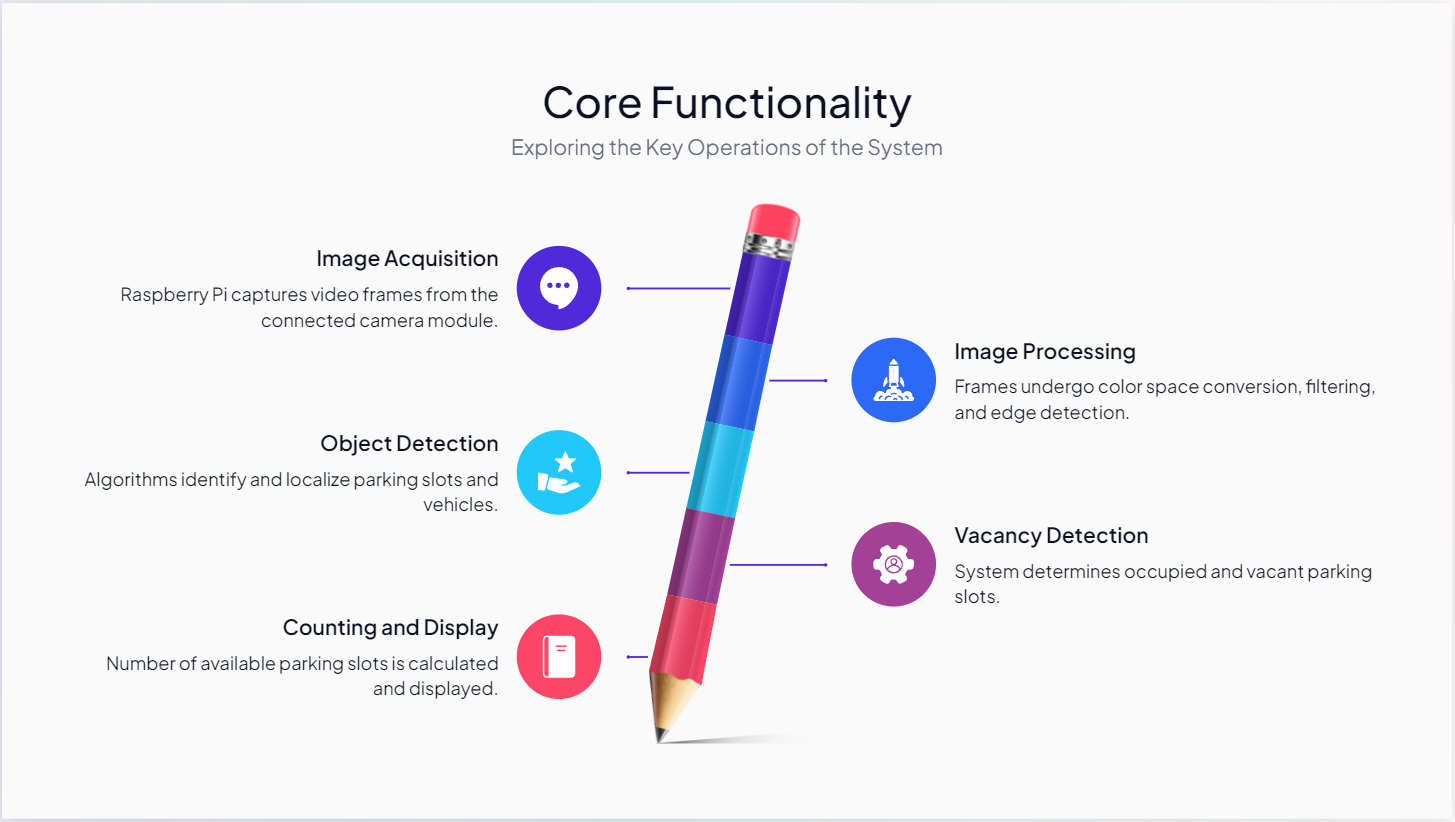 Core Functionality
Exploring the Key Operations of the System
Image Acquisition
Raspberry Pi captures video frames from the
connected camera module.
Image Processing
Frames undergo color space conversion, filtering,
and edge detection.
Object Detection
Algorithms identify and localize parking slots and
vehicles.
Vacancy Detection
System determines occupied and vacant parking
slots.
Counting and Display
Number of available parking slots is calculated
and displayed.